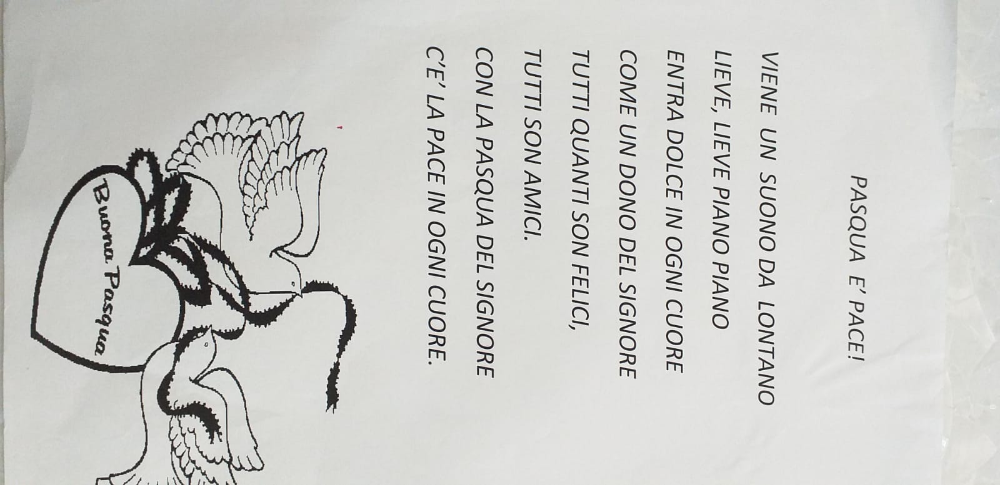 PASQUA E' PACE!
VIENE UN SUONO DA LONTANO
LIEVE, LIEVE PIANO PIANO
ENTRA DOLCE IN OGNI CUORE
COME UN DONO DEL SIGNORE
TUTTI QUANTI SON FELICI,
TUTTI SON AMICI.
CON LA PASQUA DEL SIGNORE
C'E' LA PACE IN OGNI CUORE.
Buona Pasqua